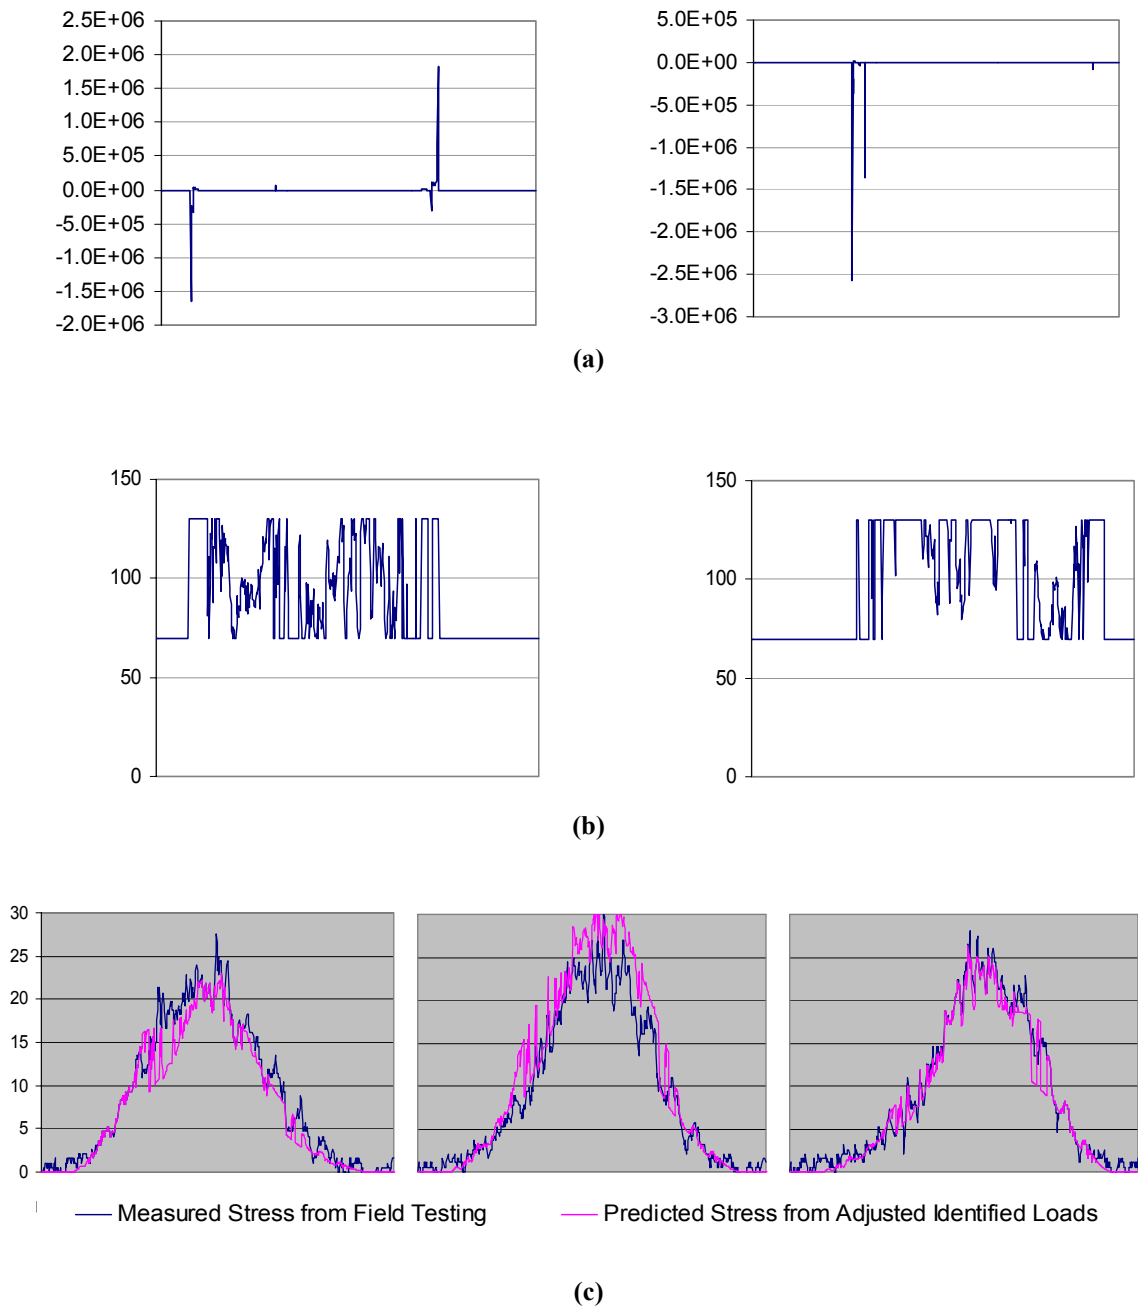 2.5E+06
2.0E+06
1.5E+06
1.0E+06
5.0E+05
0.0E+00
-5.0E+05
-1.0E+06
-1.5E+06
-2.0E+06
5.0E+05
0.0E+00
-5.0E+05
-1.0E+06
-1.5E+06
-2.0E+06
-2.5E+06
-3.0E+06
(a)
150
100
50
0
150
100
50
0
(b)
30
25
20
15
10
5
0
Measured Stress from Field Testing
Predicted Stress from Adjusted Identified Loads
(c)